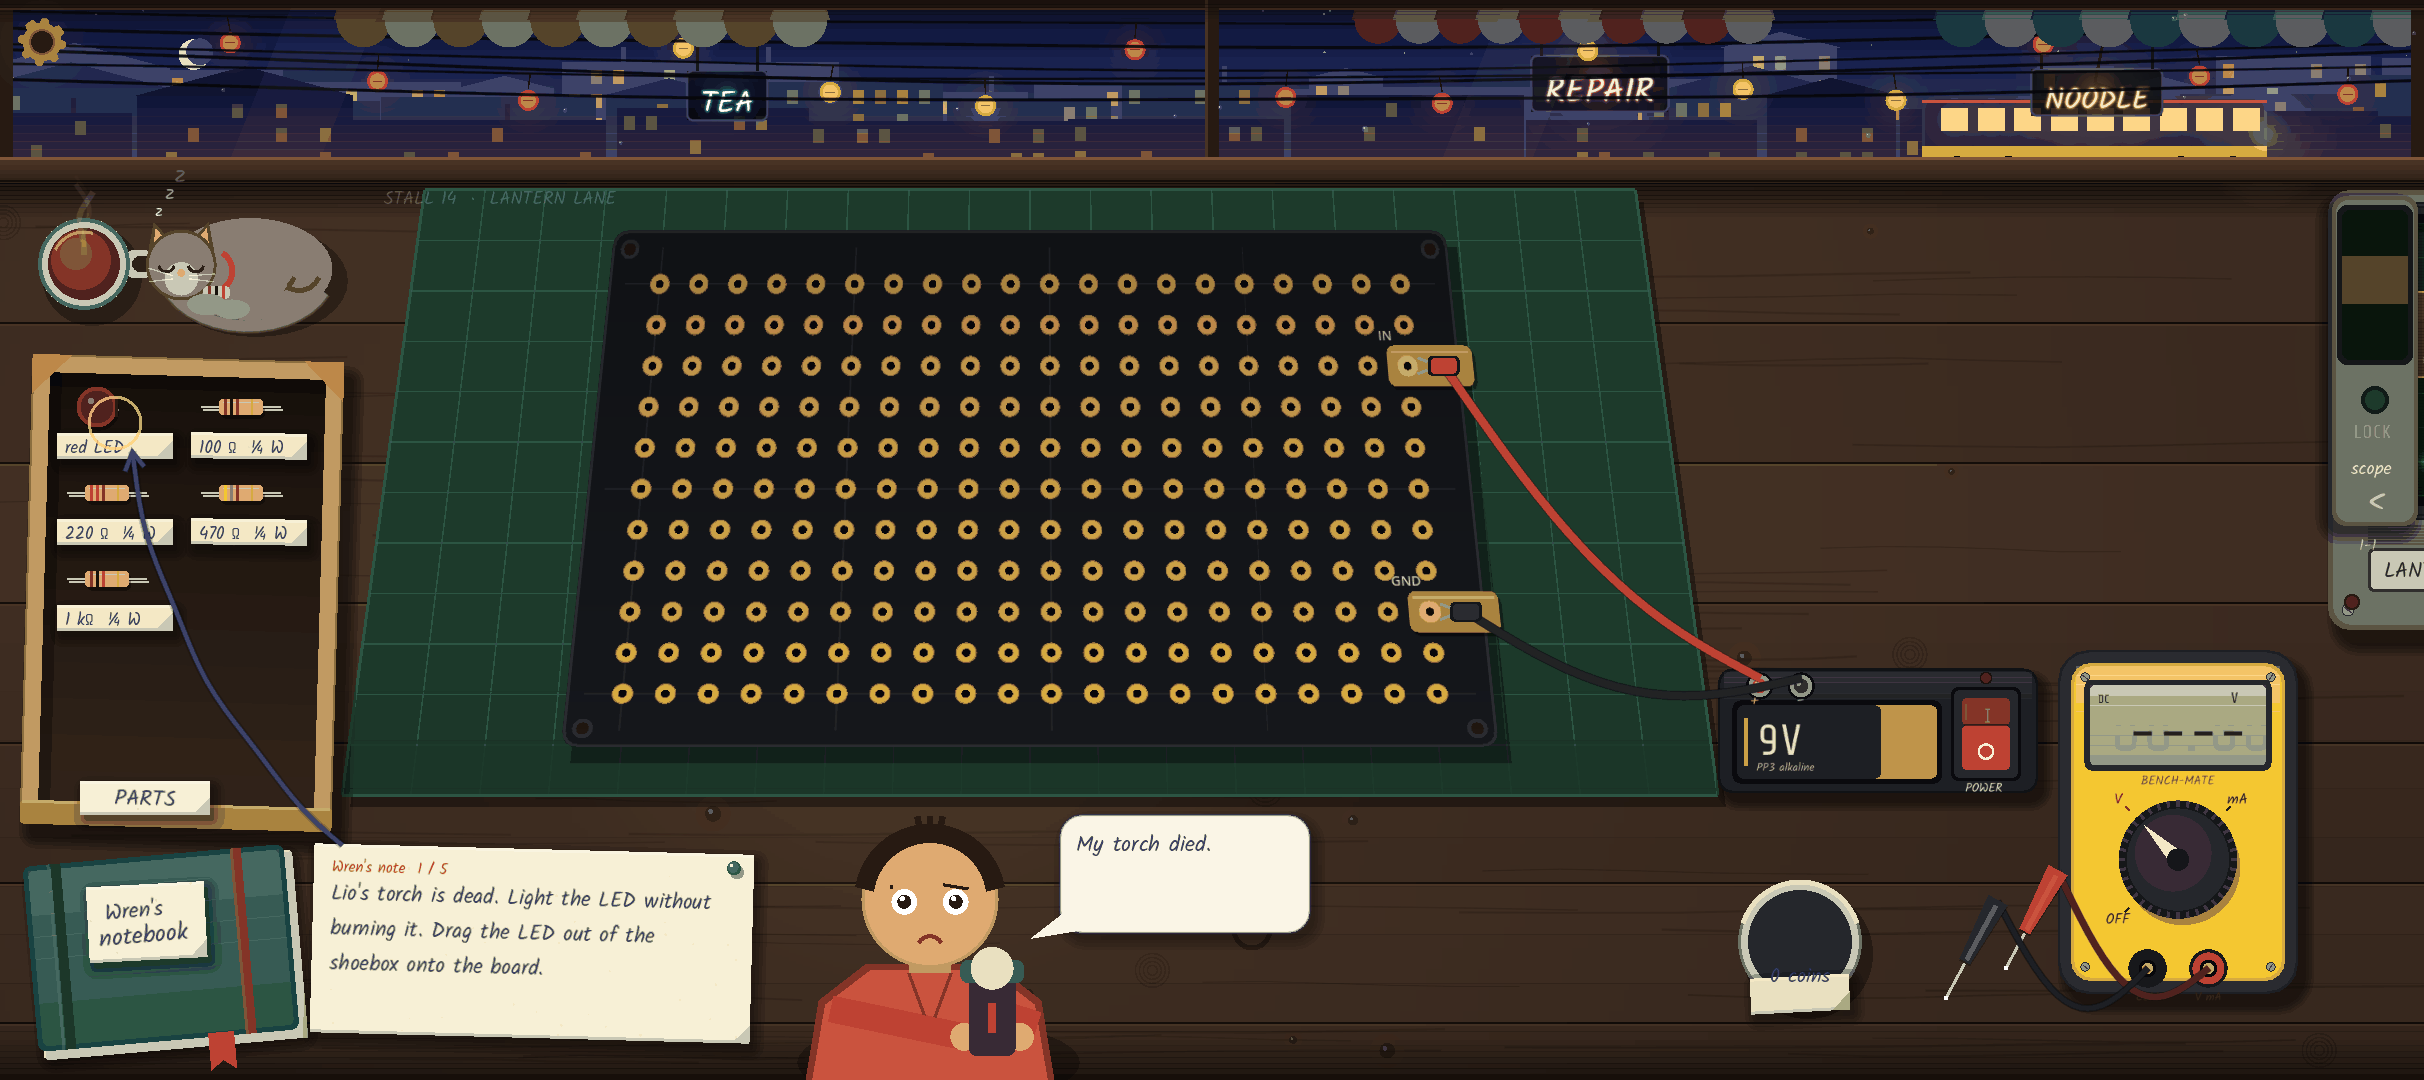 TEA
REPAIR
NOODLE
STALL 14 · LANTERN LANE
z
z
z
IN
GND
red LED
100 Ω ¼ W
220 Ω ¼ W
470 Ω ¼ W
1 kΩ ¼ W
PARTS
Wren's
notebook
Wren's note 1 / 5
Lio's torch is dead. Light the LED without
burning it. Drag the LED out of the
shoebox onto the board.
My torch died.
LOCK
scope
<
1-1
LAN
+
9V
PP3 alkaline
I
POWER
DC
V
----
BENCH-MATE
V
mA
OFF
0 coins